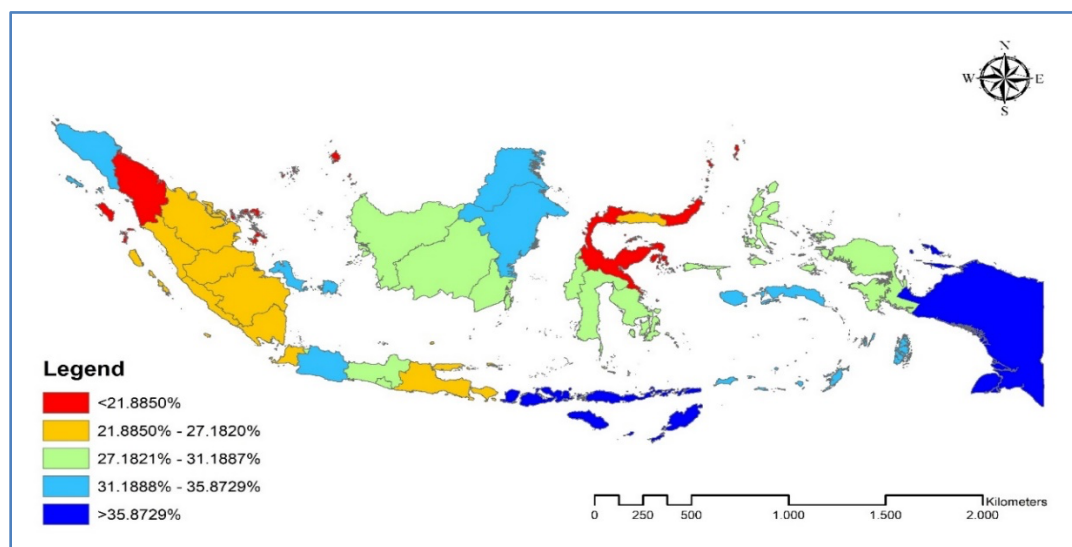 N
W E
S
Legend
<21.8850%
21.8850% - 27.1820%
27.1821% - 31.1887%
31.1888% - 35.8729%
>35.8729%
Kilometers
0 250 500 1.000 1.500 2.000